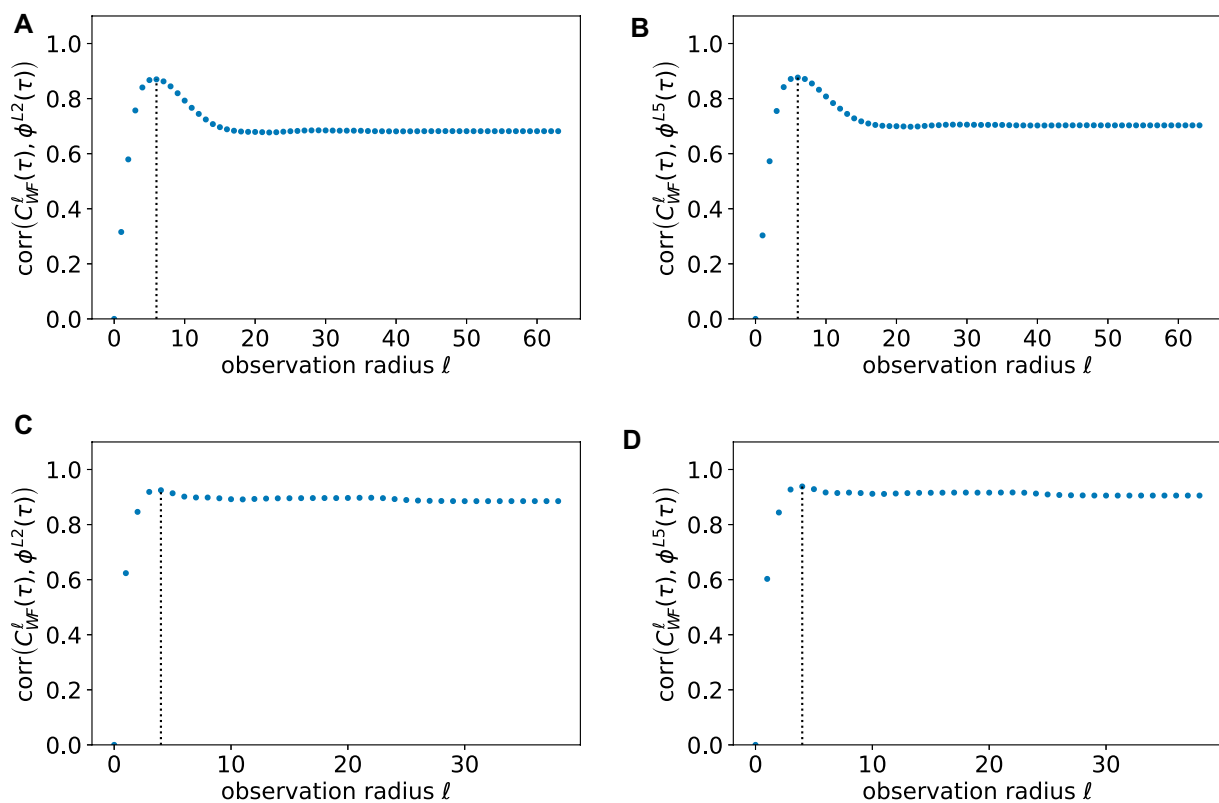 A
corr(C^ℓ_WF(τ), ϕ^L2(τ))
1.0
0.8
0.6
0.4
0.2
0.0
0 10 20 30 40 50 60
observation radius ℓ
B
corr(C^ℓ_WF(τ), ϕ^L5(τ))
1.0
0.8
0.6
0.4
0.2
0.0
0 10 20 30 40 50 60
observation radius ℓ
C
corr(C^ℓ_WF(τ), ϕ^L2(τ))
1.0
0.8
0.6
0.4
0.2
0.0
0 10 20 30
observation radius ℓ
D
corr(C^ℓ_WF(τ), ϕ^L5(τ))
1.0
0.8
0.6
0.4
0.2
0.0
0 10 20 30
observation radius ℓ